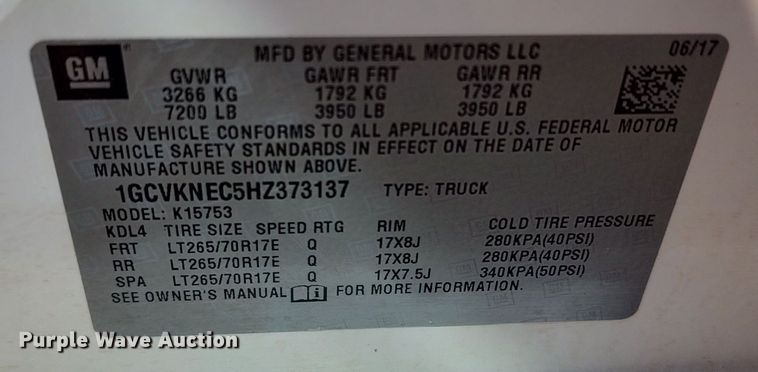 GM
MFD BY GENERAL MOTORS LLC 06/17
GVWR GAWR FRT GAWR RR
3266 KG 1792 KG 1792 KG
7200 LB 3950 LB 3950 LB
THIS VEHICLE CONFORMS TO ALL APPLICABLE U.S. FEDERAL MOTOR
VEHICLE SAFETY STANDARDS IN EFFECT ON THE DATE OF
MANUFACTURE SHOWN ABOVE.
1GCVKNEC5HZ373137 TYPE: TRUCK
MODEL: K15753
KDL4 TIRE SIZE SPEED RTG RIM COLD TIRE PRESSURE
FRT LT265/70R17E Q 17X8J 280KPA(40PSI)
RR LT265/70R17E Q 17X8J 280KPA(40PSI)
SPA LT265/70R17E Q 17X7.5J 340KPA(50PSI)
SEE OWNER'S MANUAL i FOR MORE INFORMATION.
Purple Wave Auction